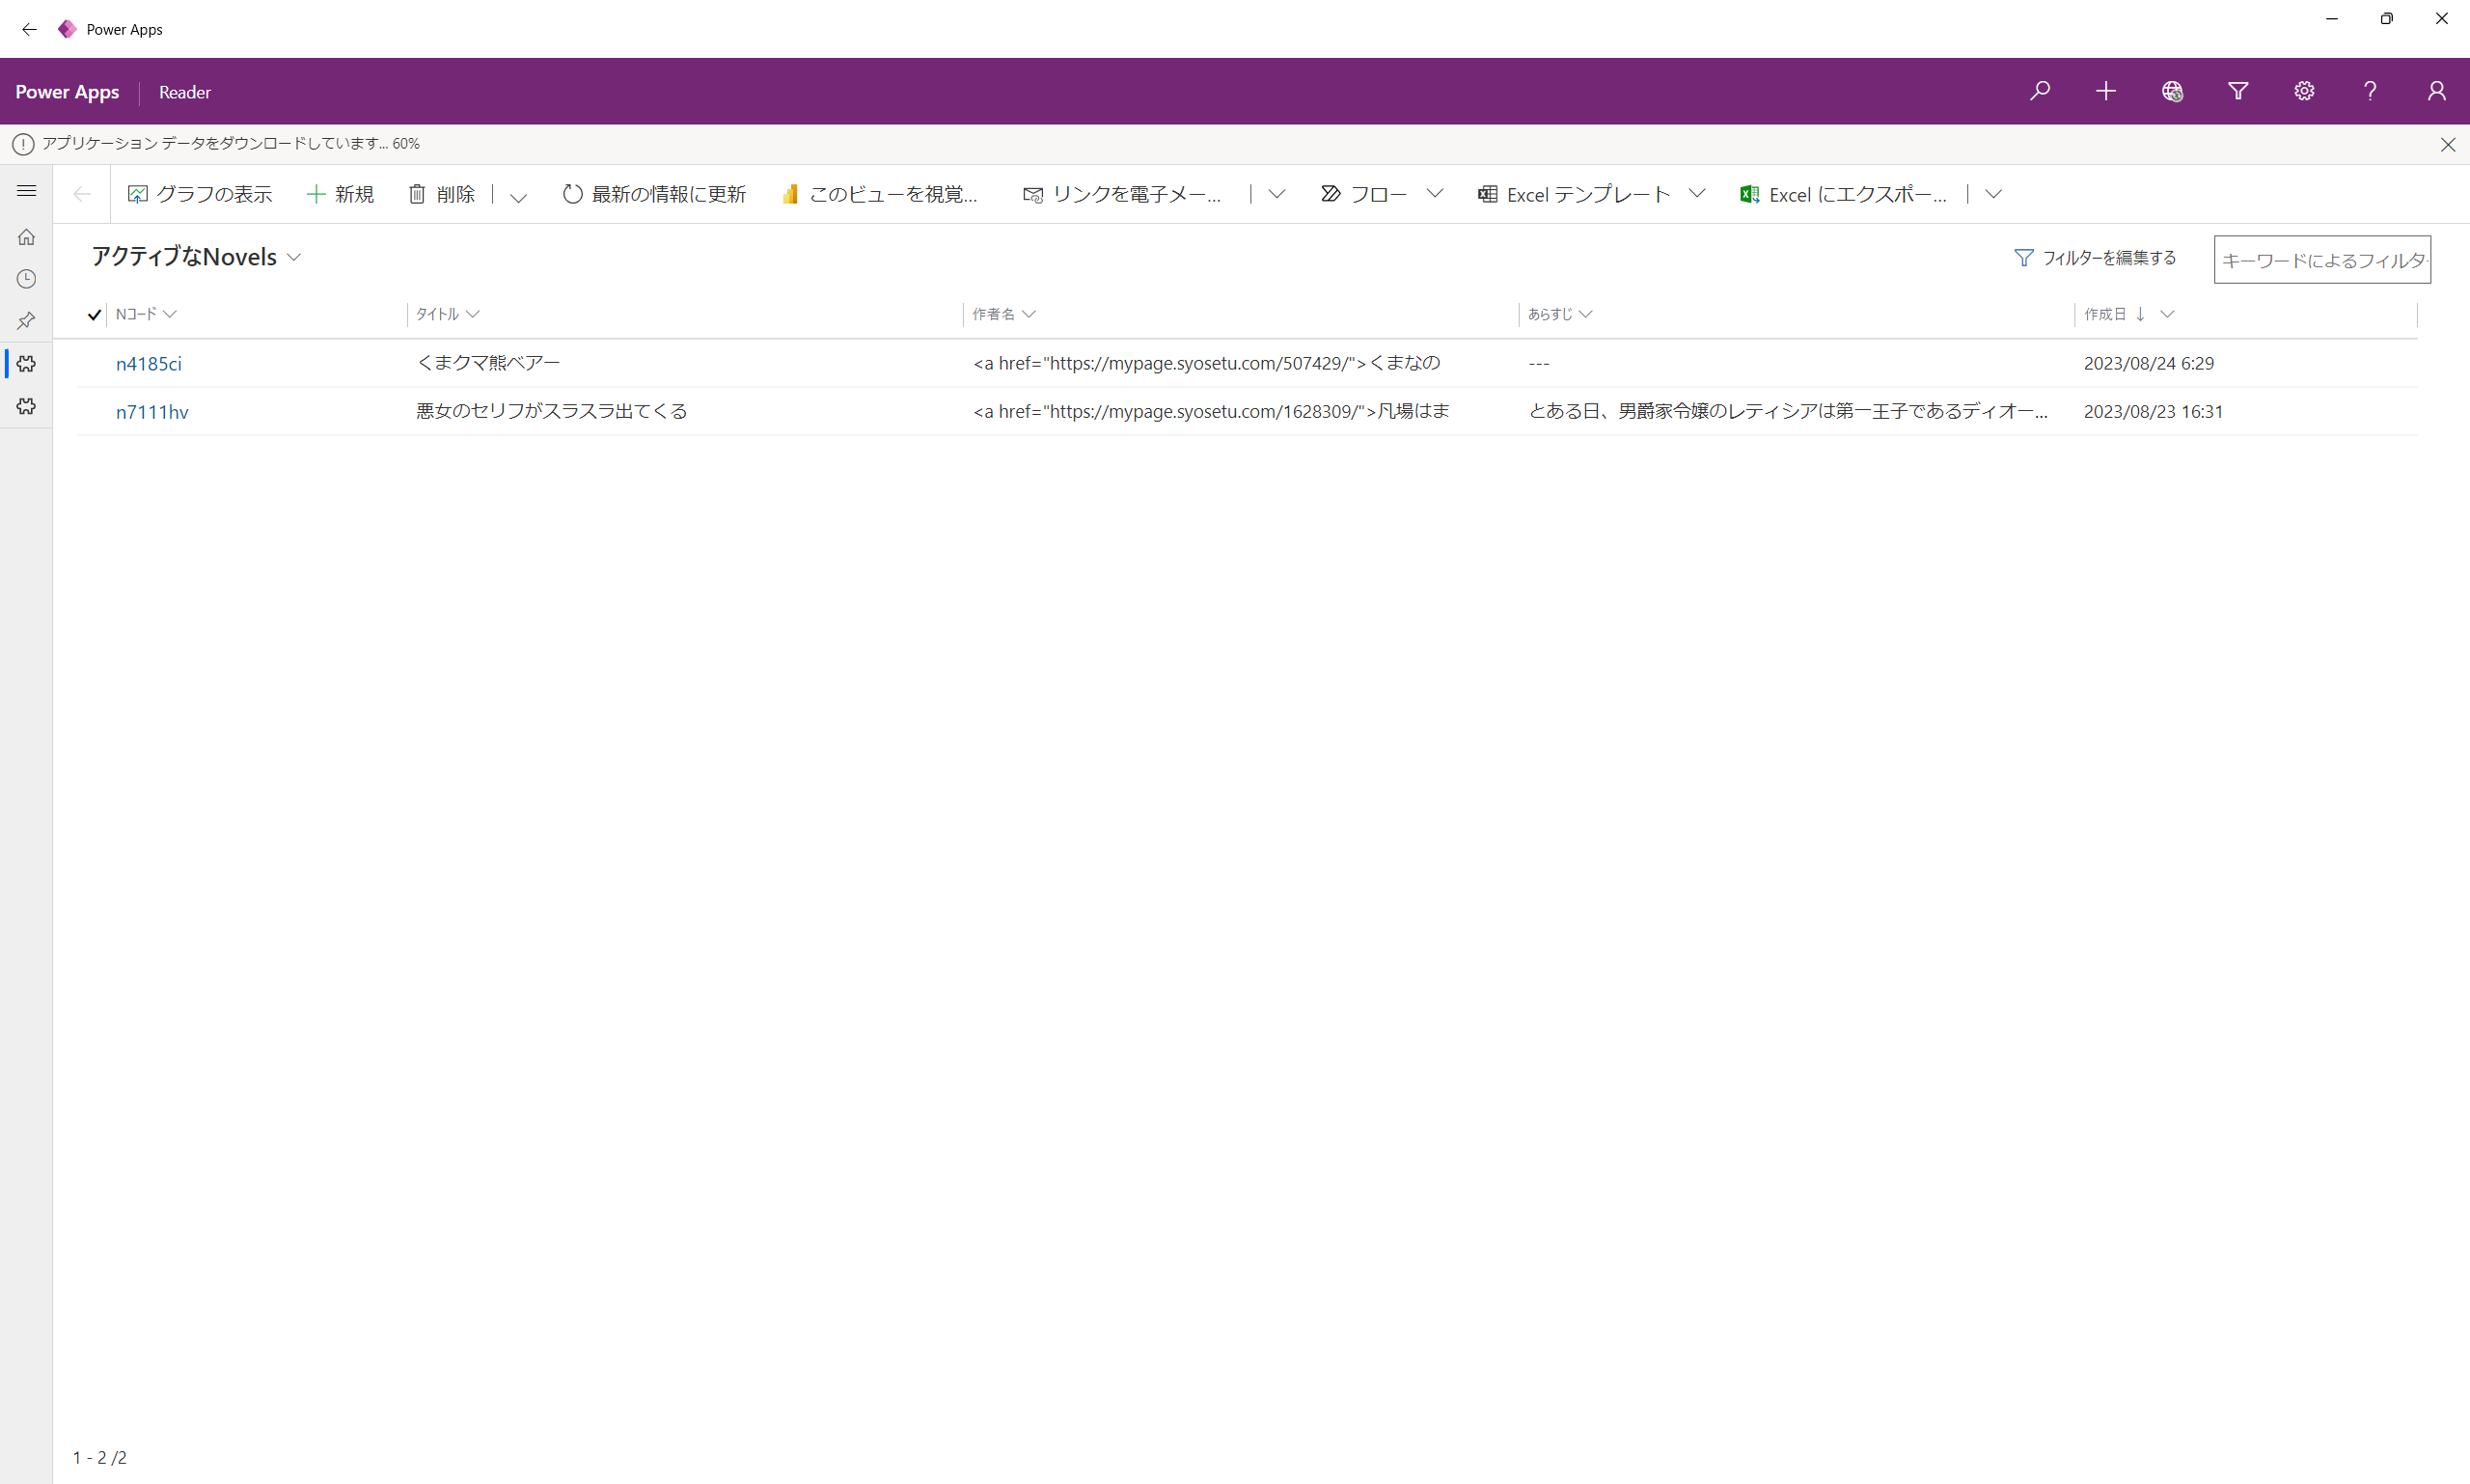 Power Apps
Power Apps Reader
アプリケーション データをダウンロードしています... 60%
グラフの表示 新規 削除 最新の情報に更新 このビューを視覚... リンクを電子メー... フロー Excel テンプレート Excel にエクスポー...
アクティブなNovels フィルターを編集する キーワードによるフィルター
Nコード タイトル 作者名 あらすじ 作成日
n4185ci くまクマ熊ベアー <a href="https://mypage.syosetu.com/507429/">くまなの --- 2023/08/24 6:29
n7111hv 悪女のセリフがスラスラ出てくる <a href="https://mypage.syosetu.com/1628309/">凡場はま とある日、男爵家令嬢のレティシアは第一王子であるディオー... 2023/08/23 16:31
1 - 2 /2